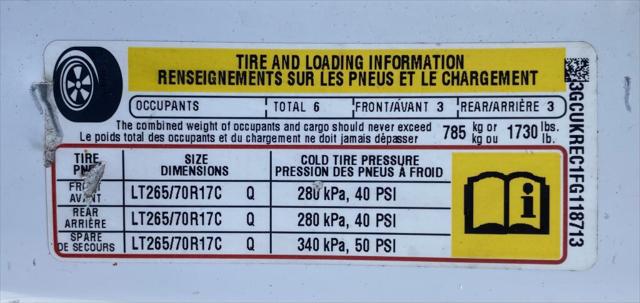 TIRE AND LOADING INFORMATION
RENSEIGNEMENTS SUR LES PNEUS ET LE CHARGEMENT
OCCUPANTS TOTAL 6 FRONT/AVANT 3 REAR/ARRIÈRE 3
The combined weight of occupants and cargo should never exceed 785 kg or 1730 lbs.
Le poids total des occupants et du chargement ne doit jamais dépasser kg ou lb.
TIRE SIZE COLD TIRE PRESSURE
PNEU DIMENSIONS PRESSION DES PNEUS À FROID
FRONT
AVANT LT265/70R17C Q 280 kPa, 40 PSI
REAR
ARRIÈRE LT265/70R17C Q 280 kPa, 40 PSI
SPARE
DE SECOURS LT265/70R17C Q 340 kPa, 50 PSI
3GCUKREC1FG118713